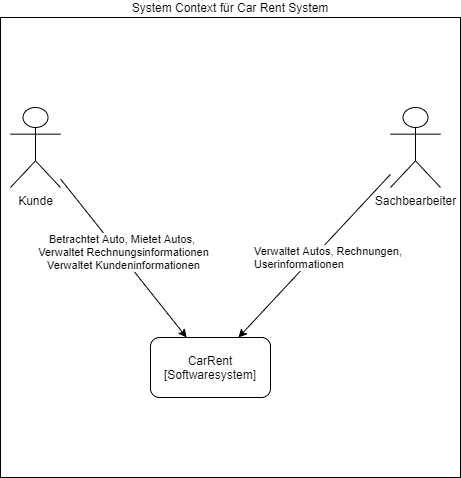 System Context für Car Rent System
Kunde
Sachbearbeiter
Betrachtet Auto, Mietet Autos,
Verwaltet Rechnungsinformationen
Verwaltet Kundeninformationen
Verwaltet Autos, Rechnungen,
Userinformationen
CarRent
[Softwaresystem]